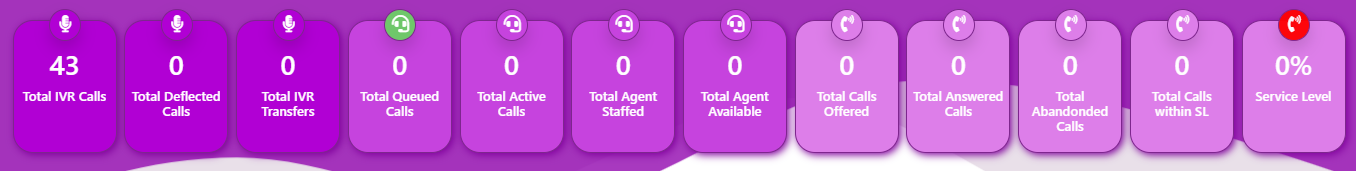 43
Total IVR Calls
0
Total Deflected
Calls
0
Total IVR
Transfers
0
Total Queued
Calls
0
Total Active
Calls
0
Total Agent
Staffed
0
Total Agent
Available
0
Total Calls
Offered
0
Total Answered
Calls
0
Total
Abandonded
Calls
0
Total Calls
within SL
0%
Service Level